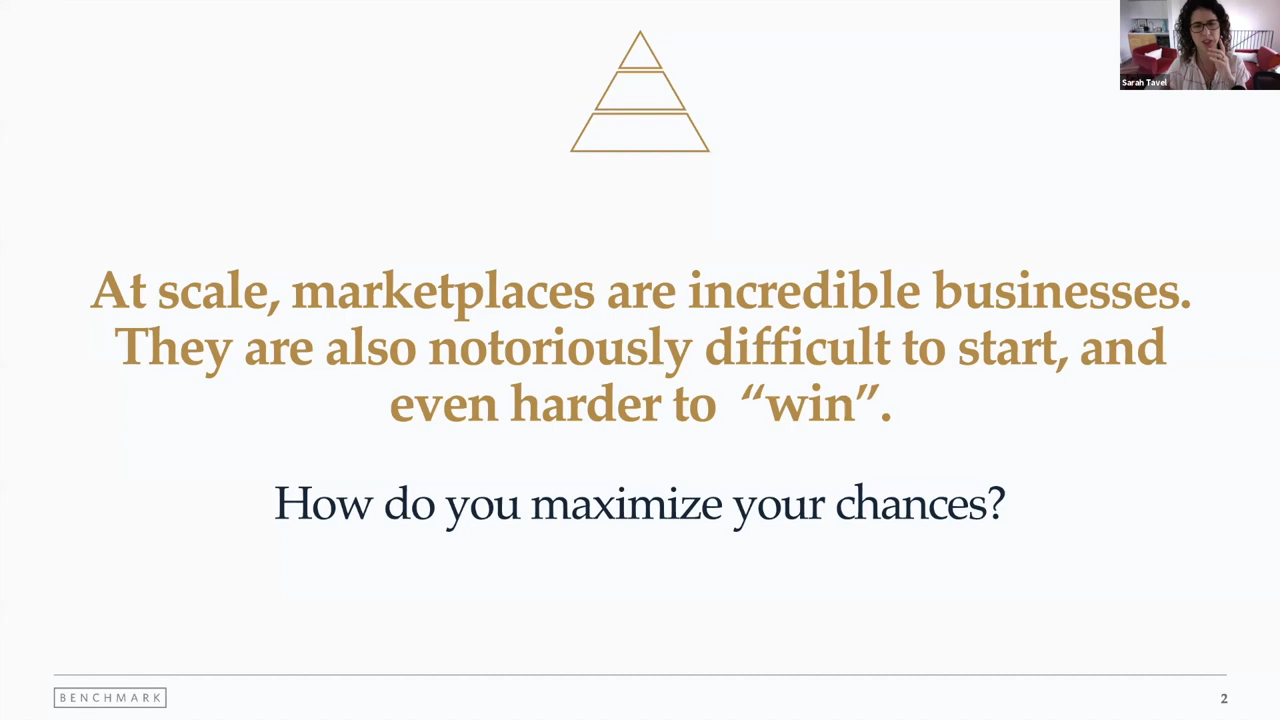 Sarah Tavel
At scale, marketplaces are incredible businesses.
They are also notoriously difficult to start, and
even harder to “win”.
How do you maximize your chances?
BENCHMARK
2